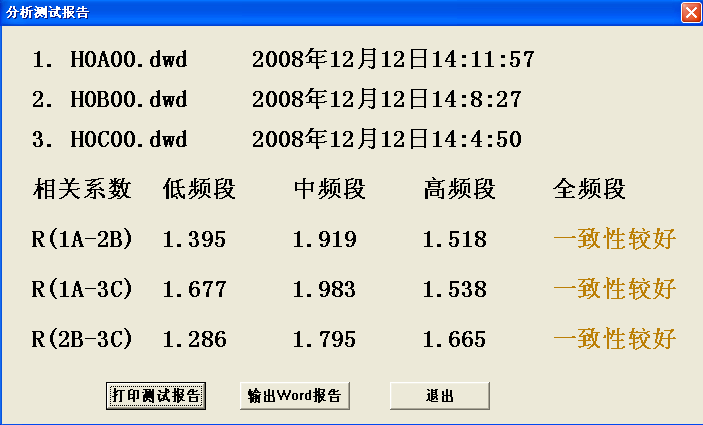 分析测试报告
1. H0A00.dwd 2008年12月12日14:11:57
2. H0B00.dwd 2008年12月12日14:8:27
3. H0C00.dwd 2008年12月12日14:4:50
相关系数 低频段 中频段 高频段 全频段
R(1A-2B) 1.395 1.919 1.518 一致性较好
R(1A-3C) 1.677 1.983 1.538 一致性较好
R(2B-3C) 1.286 1.795 1.665 一致性较好
打印测试报告 输出Word报告 退出